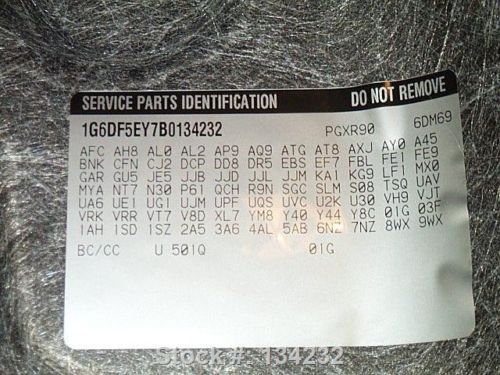 SERVICE PARTS IDENTIFICATION DO NOT REMOVE
1G6DF5EY7B0134232 PGXR90 6DM69
AFC AH8 AL0 AL2 AP9 AQ9 ATG AT8 AXJ AY0 A45
BNK CFN CJ2 DCP DD8 DR5 EBS EF7 FBL FE1 FE9
GAR GU5 JE5 JJB JJD JJM KA1 KG9 LF1 MX0
MYA NT7 N30 P61 QCH R9N SGC SLM S08 TSQ UAV
UA6 UE1 UG1 UJM UPF UQS UVC U2K U30 VH9 VJT
VRK VRR VT7 V8D XL7 YM8 Y40 Y44 Y8C 01G 03F
1AH 1SD 1SZ 2A5 3A6 4AL 5AB 6NZ 7NZ 8WX 9WX
BC/CC U 501Q 01G
Stock #: 134232